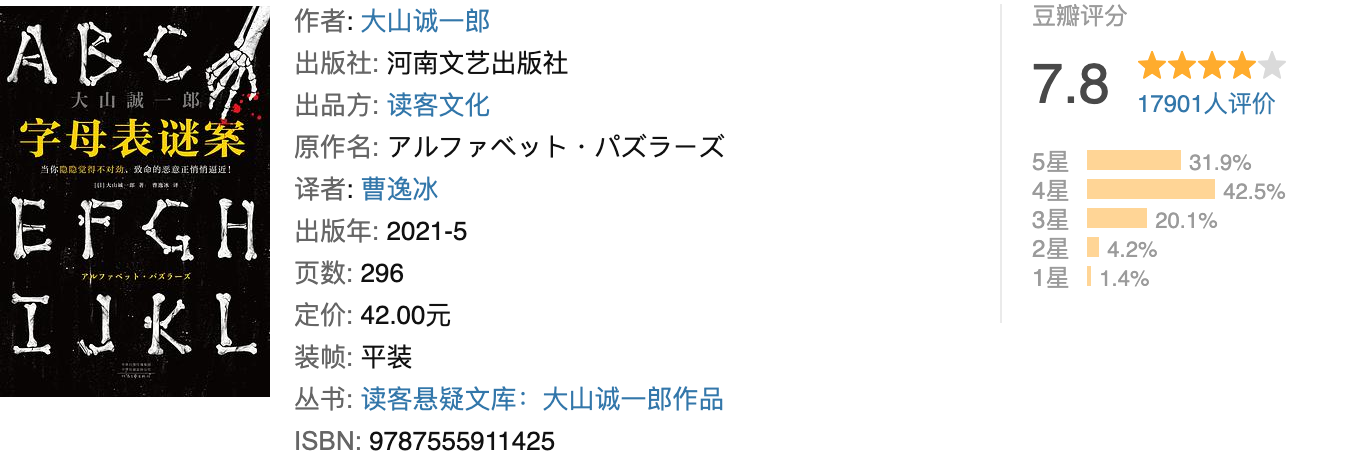 A B C
大山誠一郎
字母表谜案
当你隐隐觉得不对劲、致命的恶意正悄悄逼近！
[日]大山诚一郎 著 曹逸冰 译
E F G H
アルファベット・パズラーズ
I J K L
作者: 大山诚一郎
出版社: 河南文艺出版社
出品方: 读客文化
原作名: アルファベット・パズラーズ
译者: 曹逸冰
出版年: 2021-5
页数: 296
定价: 42.00元
装帧: 平装
丛书: 读客悬疑文库：大山诚一郎作品
ISBN: 9787555911425
豆瓣评分
7.8
17901人评价
5星 31.9%
4星 42.5%
3星 20.1%
2星 4.2%
1星 1.4%